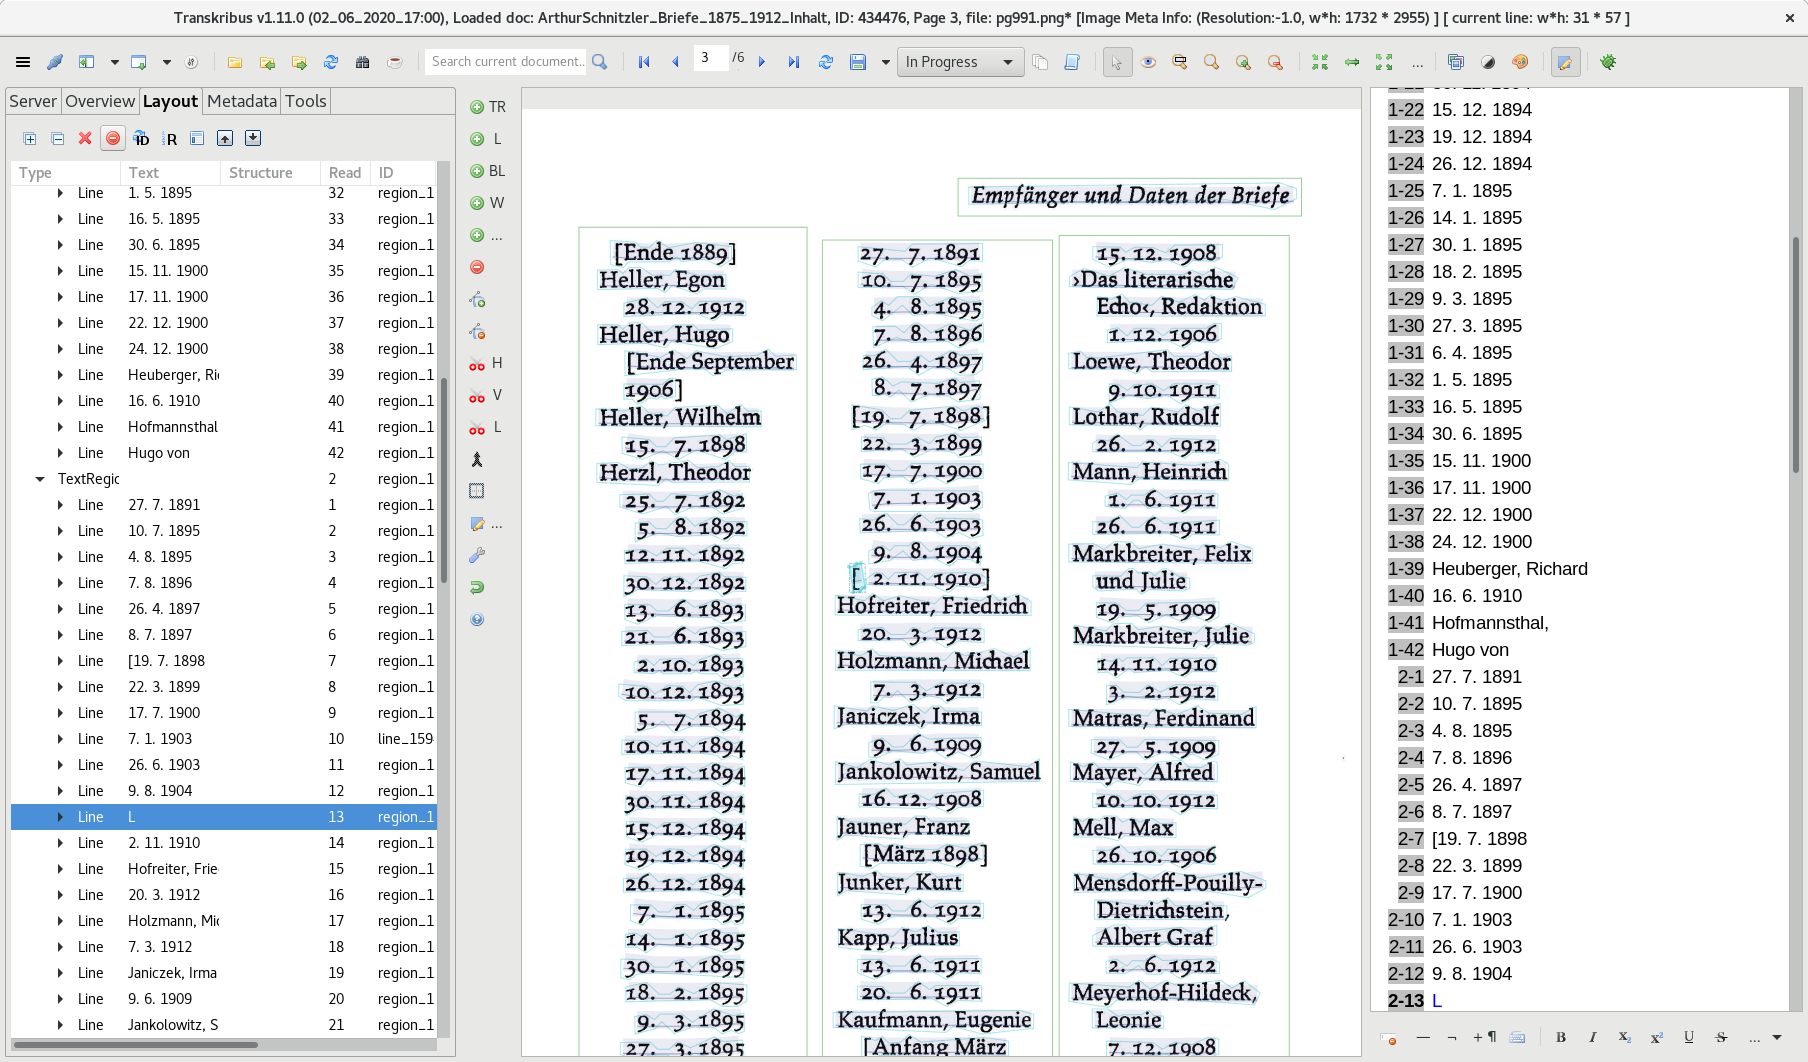 Transkribus v1.11.0 (02_06_2020_17:00), Loaded doc: ArthurSchnitzler_Briefe_1875_1912_Inhalt, ID: 434476, Page 3, file: pg991.png* [Image Meta Info: (Resolution:-1.0, w*h: 1732 * 2955) ] [ current line: w*h: 31 * 57 ]
Search current document...
3 /6
In Progress
...
Server Overview Layout Metadata Tools
ID R
Type Text Structure Read ID
Line 1. 5. 1895 32 region_1
Line 16. 5. 1895 33 region_1
Line 30. 6. 1895 34 region_1
Line 15. 11. 1900 35 region_1
Line 17. 11. 1900 36 region_1
Line 22. 12. 1900 37 region_1
Line 24. 12. 1900 38 region_1
Line Heuberger, Ri 39 region_1
Line 16. 6. 1910 40 region_1
Line Hofmannsthal 41 region_1
Line Hugo von 42 region_1
TextRegic 2 region_1
Line 27. 7. 1891 1 region_1
Line 10. 7. 1895 2 region_1
Line 4. 8. 1895 3 region_1
Line 7. 8. 1896 4 region_1
Line 26. 4. 1897 5 region_1
Line 8. 7. 1897 6 region_1
Line [19. 7. 1898 7 region_1
Line 22. 3. 1899 8 region_1
Line 17. 7. 1900 9 region_1
Line 7. 1. 1903 10 line_159
Line 26. 6. 1903 11 region_1
Line 9. 8. 1904 12 region_1
Line L 13 region_1
Line 2. 11. 1910 14 region_1
Line Hofreiter, Frie 15 region_1
Line 20. 3. 1912 16 region_1
Line Holzmann, Mic 17 region_1
Line 7. 3. 1912 18 region_1
Line Janiczek, Irma 19 region_1
Line 9. 6. 1909 20 region_1
Line Jankolowitz, S 21 region_1
TR
L
BL
W
...
H
V
L
...
Empfänger und Daten der Briefe
[Ende 1889]
Heller, Egon
28. 12. 1912
Heller, Hugo
[Ende September
1906]
Heller, Wilhelm
15. 7. 1898
Herzl, Theodor
25. 7. 1892
5. 8. 1892
12. 11. 1892
30. 12. 1892
13. 6. 1893
21. 6. 1893
2. 10. 1893
10. 12. 1893
5. 7. 1894
10. 11. 1894
17. 11. 1894
30. 11. 1894
15. 12. 1894
19. 12. 1894
26. 12. 1894
7. 1. 1895
14. 1. 1895
30. 1. 1895
18. 2. 1895
9. 3. 1895
27. 3. 1895
27. 7. 1891
10. 7. 1895
4. 8. 1895
7. 8. 1896
26. 4. 1897
8. 7. 1897
[19. 7. 1898]
22. 3. 1899
17. 7. 1900
7. 1. 1903
26. 6. 1903
9. 8. 1904
[ 2. 11. 1910]
Hofreiter, Friedrich
20. 3. 1912
Holzmann, Michael
7. 3. 1912
Janiczek, Irma
9. 6. 1909
Jankolowitz, Samuel
16. 12. 1908
Jauner, Franz
[März 1898]
Junker, Kurt
13. 6. 1912
Kapp, Julius
13. 6. 1911
20. 6. 1911
Kaufmann, Eugenie
[Anfang März
15. 12. 1908
›Das literarische
Echo‹, Redaktion
1. 12. 1906
Loewe, Theodor
9. 10. 1911
Lothar, Rudolf
26. 2. 1912
Mann, Heinrich
1. 6. 1911
26. 6. 1911
Markbreiter, Felix
und Julie
19. 5. 1909
Markbreiter, Julie
14. 11. 1910
3. 2. 1912
Matras, Ferdinand
27. 5. 1909
Mayer, Alfred
10. 10. 1912
Mell, Max
26. 10. 1906
Mensdorff-Pouilly-
Dietrichstein,
Albert Graf
2. 6. 1912
Meyerhof-Hildeck,
Leonie
7. 12. 1908
1-22 15. 12. 1894
1-23 19. 12. 1894
1-24 26. 12. 1894
1-25 7. 1. 1895
1-26 14. 1. 1895
1-27 30. 1. 1895
1-28 18. 2. 1895
1-29 9. 3. 1895
1-30 27. 3. 1895
1-31 6. 4. 1895
1-32 1. 5. 1895
1-33 16. 5. 1895
1-34 30. 6. 1895
1-35 15. 11. 1900
1-36 17. 11. 1900
1-37 22. 12. 1900
1-38 24. 12. 1900
1-39 Heuberger, Richard
1-40 16. 6. 1910
1-41 Hofmannsthal,
1-42 Hugo von
2-1 27. 7. 1891
2-2 10. 7. 1895
2-3 4. 8. 1895
2-4 7. 8. 1896
2-5 26. 4. 1897
2-6 8. 7. 1897
2-7 [19. 7. 1898
2-8 22. 3. 1899
2-9 17. 7. 1900
2-10 7. 1. 1903
2-11 26. 6. 1903
2-12 9. 8. 1904
2-13 L
— ¬ + ¶ B I X₂ x² U S ...